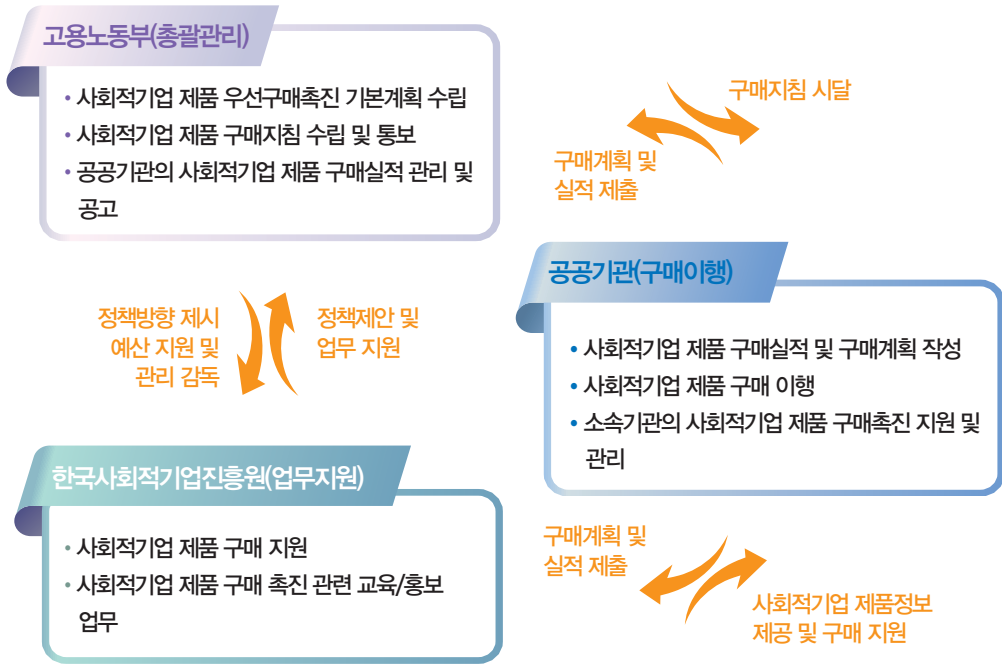 고용노동부(총괄관리)
• 사회적기업 제품 우선구매촉진 기본계획 수립
• 사회적기업 제품 구매지침 수립 및 통보
• 공공기관의 사회적기업 제품 구매실적 관리 및
공고
구매지침 시달
구매계획 및
실적 제출
정책방향 제시
예산 지원 및
관리 감독
정책제안 및
업무 지원
공공기관(구매이행)
• 사회적기업 제품 구매실적 및 구매계획 작성
• 사회적기업 제품 구매 이행
• 소속기관의 사회적기업 제품 구매촉진 지원 및
관리
한국사회적기업진흥원(업무지원)
• 사회적기업 제품 구매 지원
• 사회적기업 제품 구매 촉진 관련 교육/홍보
업무
구매계획 및
실적 제출
사회적기업 제품정보
제공 및 구매 지원